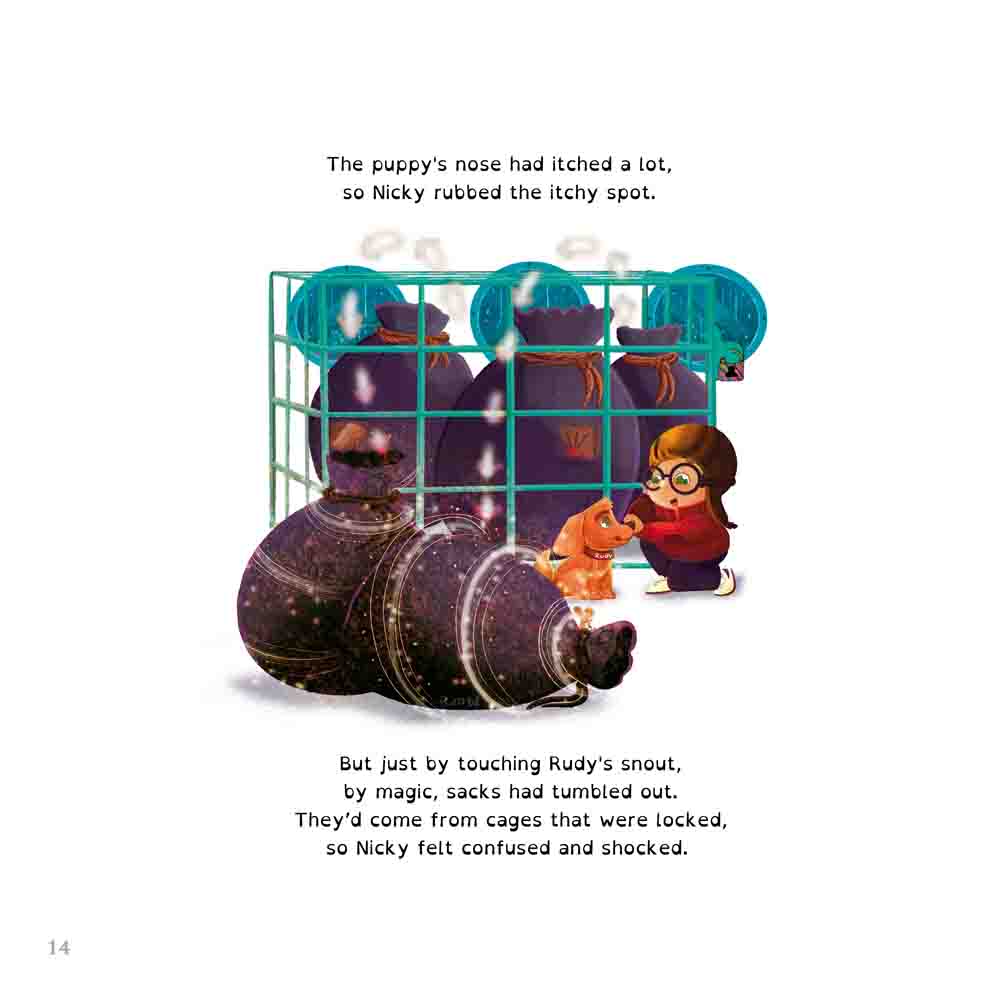 The puppy's nose had itched a lot,
so Nicky rubbed the itchy spot.
Rudy
But just by touching Rudy's snout,
by magic, sacks had tumbled out.
They’d come from cages that were locked,
so Nicky felt confused and shocked.
14